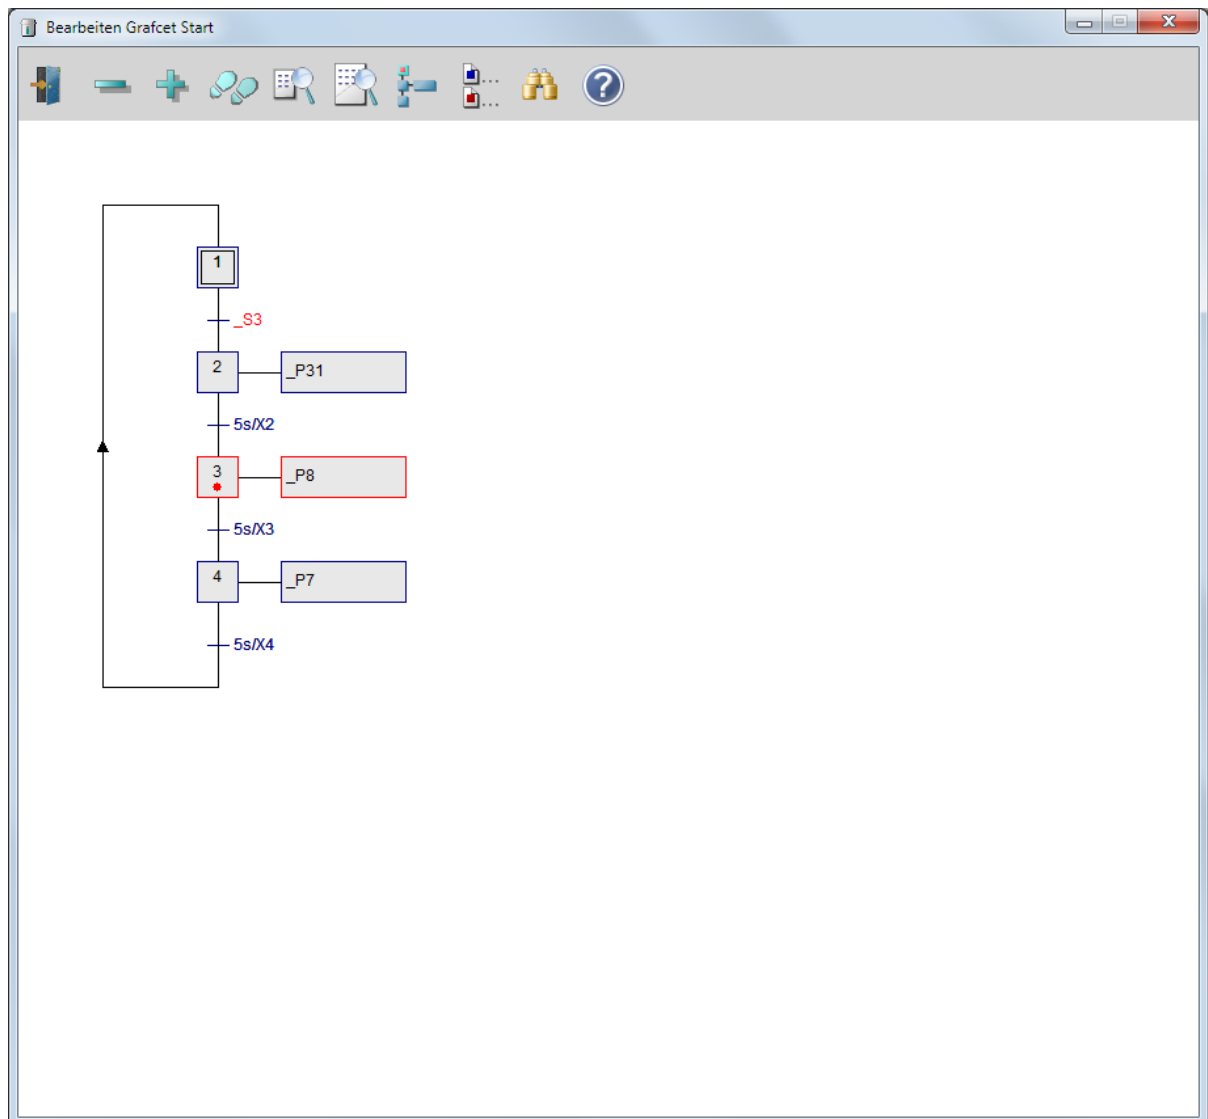 Bearbeiten Grafcet Start
1
_S3
2 _P31
5s/X2
3 _P8
5s/X3
4 _P7
5s/X4